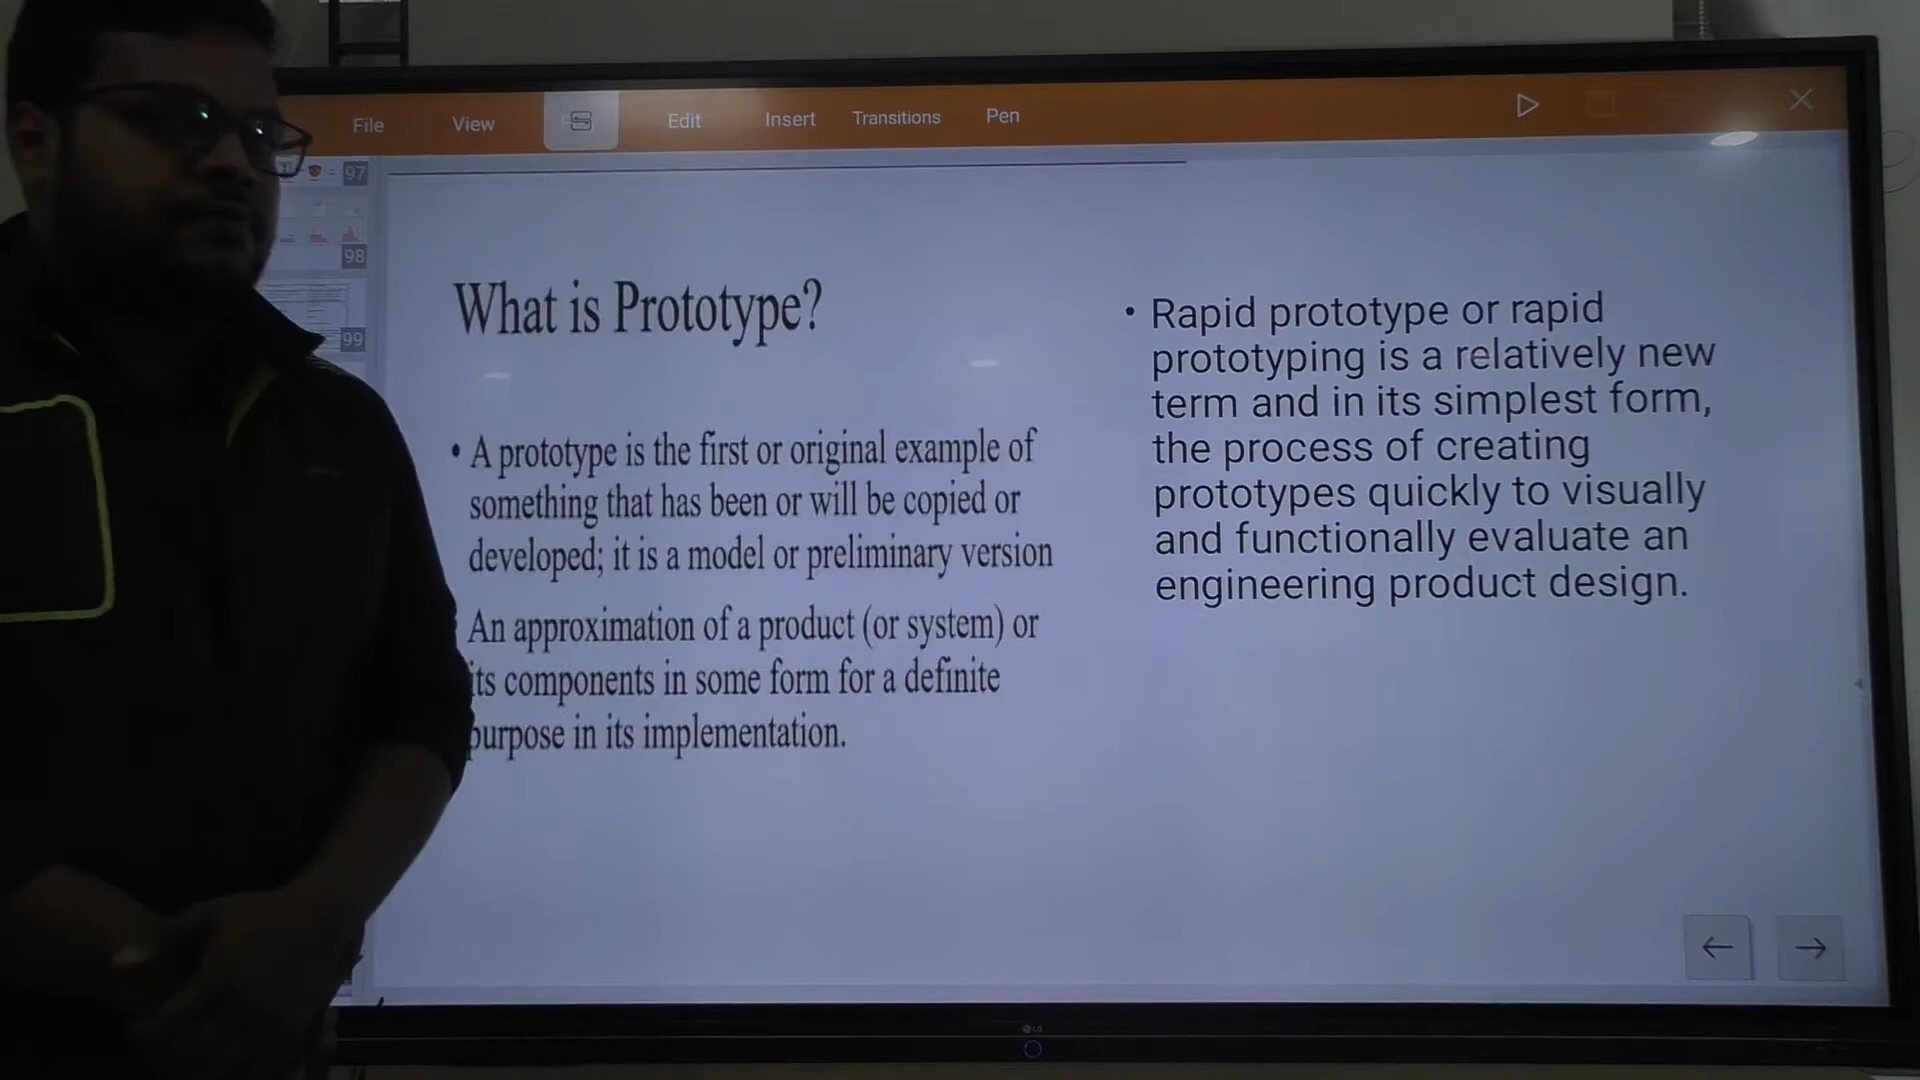 File View Edit Insert Transitions Pen
97
98
99
What is Prototype?
• A prototype is the first or original example of
something that has been or will be copied or
developed; it is a model or preliminary version
An approximation of a product (or system) or
its components in some form for a definite
purpose in its implementation.
• Rapid prototype or rapid
prototyping is a relatively new
term and in its simplest form,
the process of creating
prototypes quickly to visually
and functionally evaluate an
engineering product design.
LG